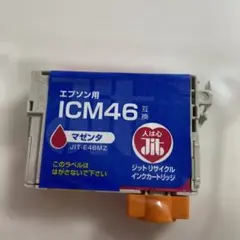 エプソン用
ICM46 互換
マゼンタ
JIT-E46MZ
このラベルは
はがさないで下さい
人は心
Jit
ジットリサイクル
インクカートリッジ